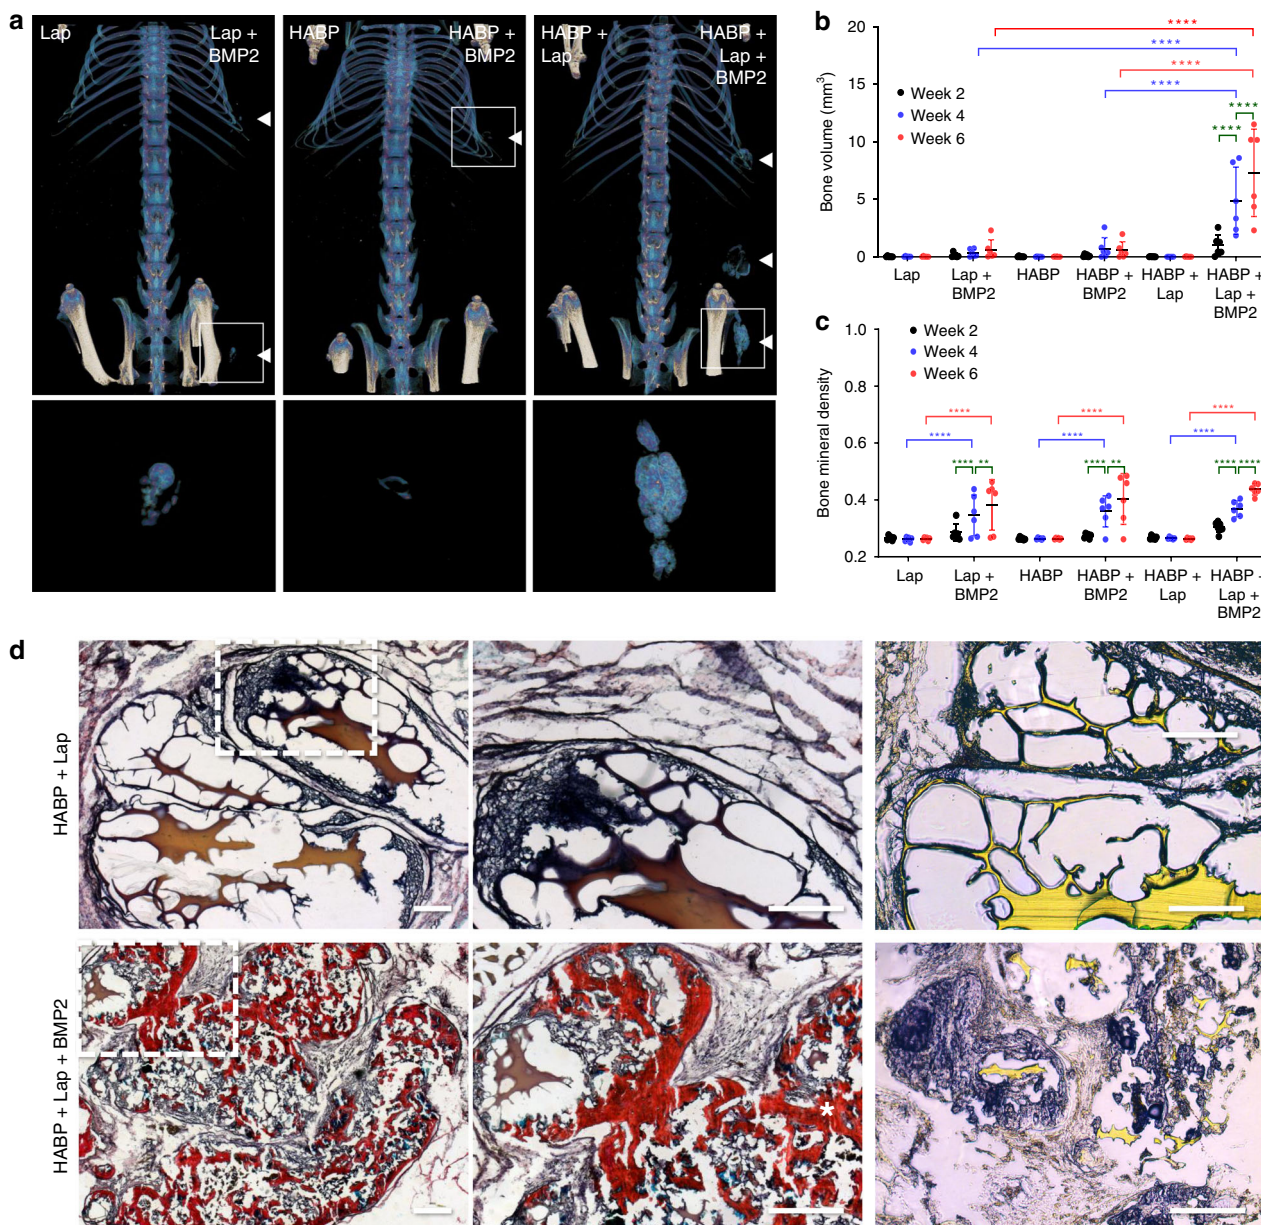 a
Lap
Lap +
BMP2
HABP
HABP +
BMP2
HABP +
Lap
HABP +
Lap +
BMP2
b
Bone volume (mm³)
20
15
10
5
0
Week 2
Week 4
Week 6
****
****
****
****
****
****
Lap
Lap +
BMP2
HABP
HABP +
BMP2
HABP +
Lap
HABP +
Lap +
BMP2
c
Bone mineral density
1.0
0.8
0.6
0.4
0.2
Week 2
Week 4
Week 6
****
****
****
**
****
****
****
**
****
****
****
****
Lap
Lap +
BMP2
HABP
HABP +
BMP2
HABP +
Lap
HABP +
Lap +
BMP2
d
HABP + Lap
HABP + Lap + BMP2
*